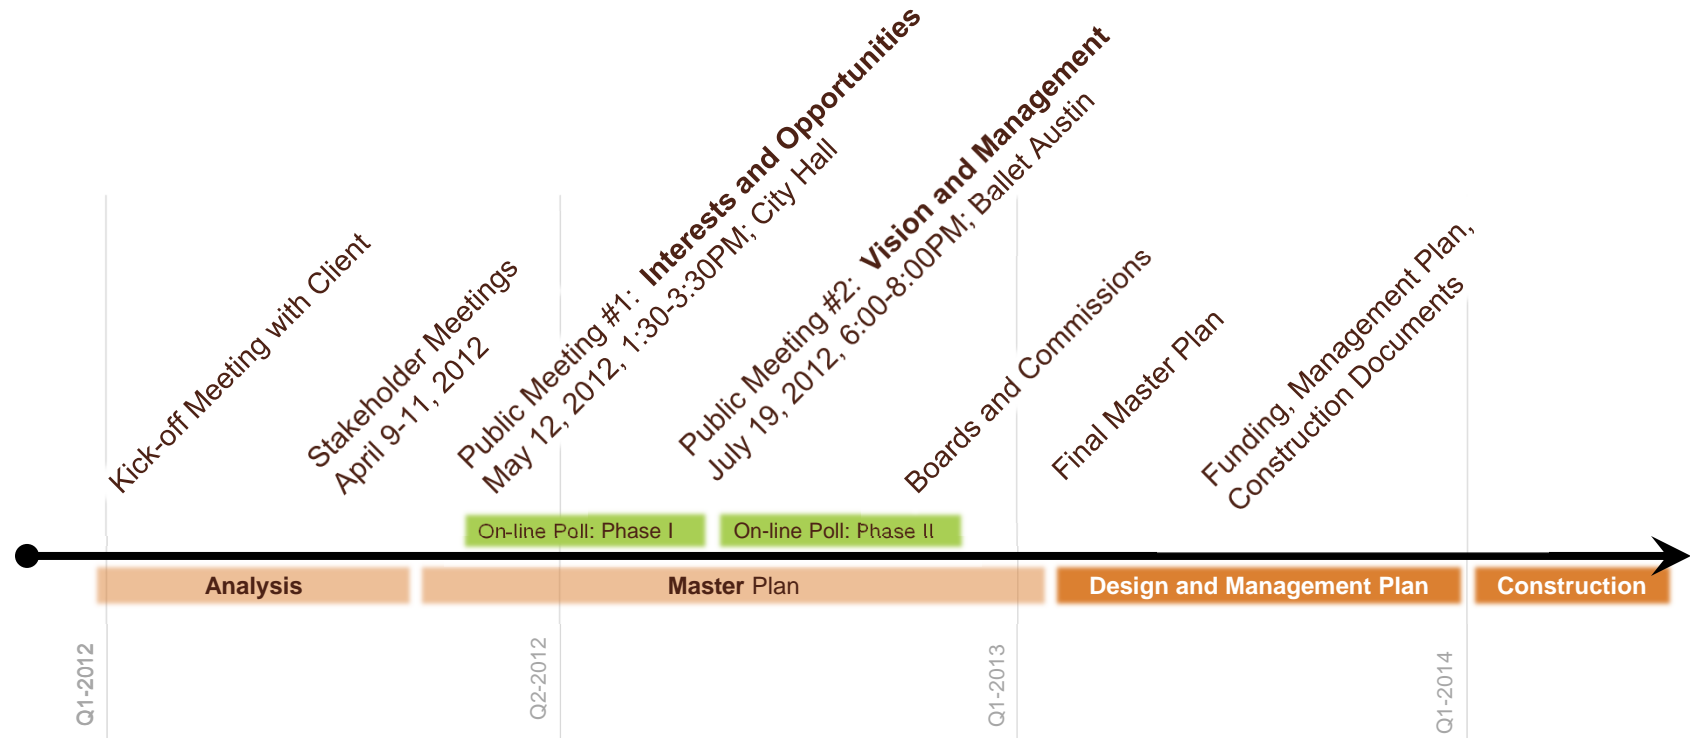 Kick-off Meeting with Client
Stakeholder Meetings
April 9-11, 2012
Public Meeting #1: Interests and Opportunities
May 12, 2012, 1:30-3:30PM; City Hall
Public Meeting #2: Vision and Management
July 19, 2012, 6:00-8:00PM; Ballet Austin
Boards and Commissions
Final Master Plan
Funding, Management Plan,
Construction Documents
On-line Poll: Phase I
On-line Poll: Phase II
Analysis
Master Plan
Design and Management Plan
Construction
Q1-2012
Q2-2012
Q1-2013
Q1-2014